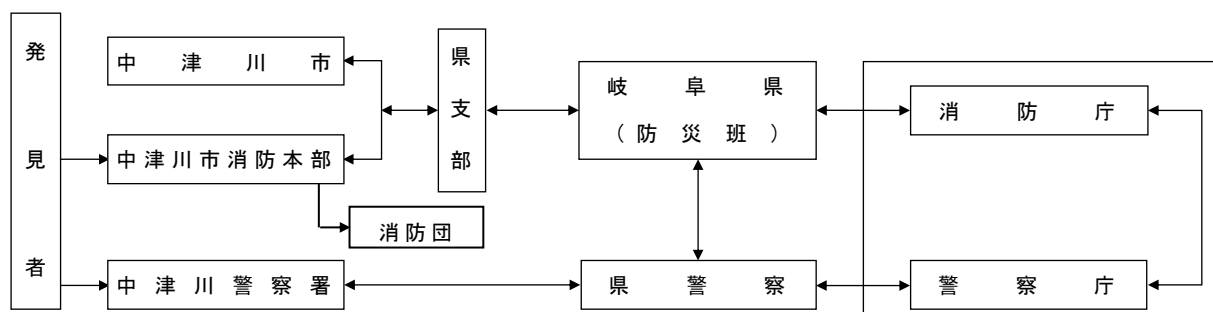 発見者
中津川市
中津川市消防本部
消防団
中津川警察署
県支部
岐阜県
（防災班）
県警察
消防庁
警察庁